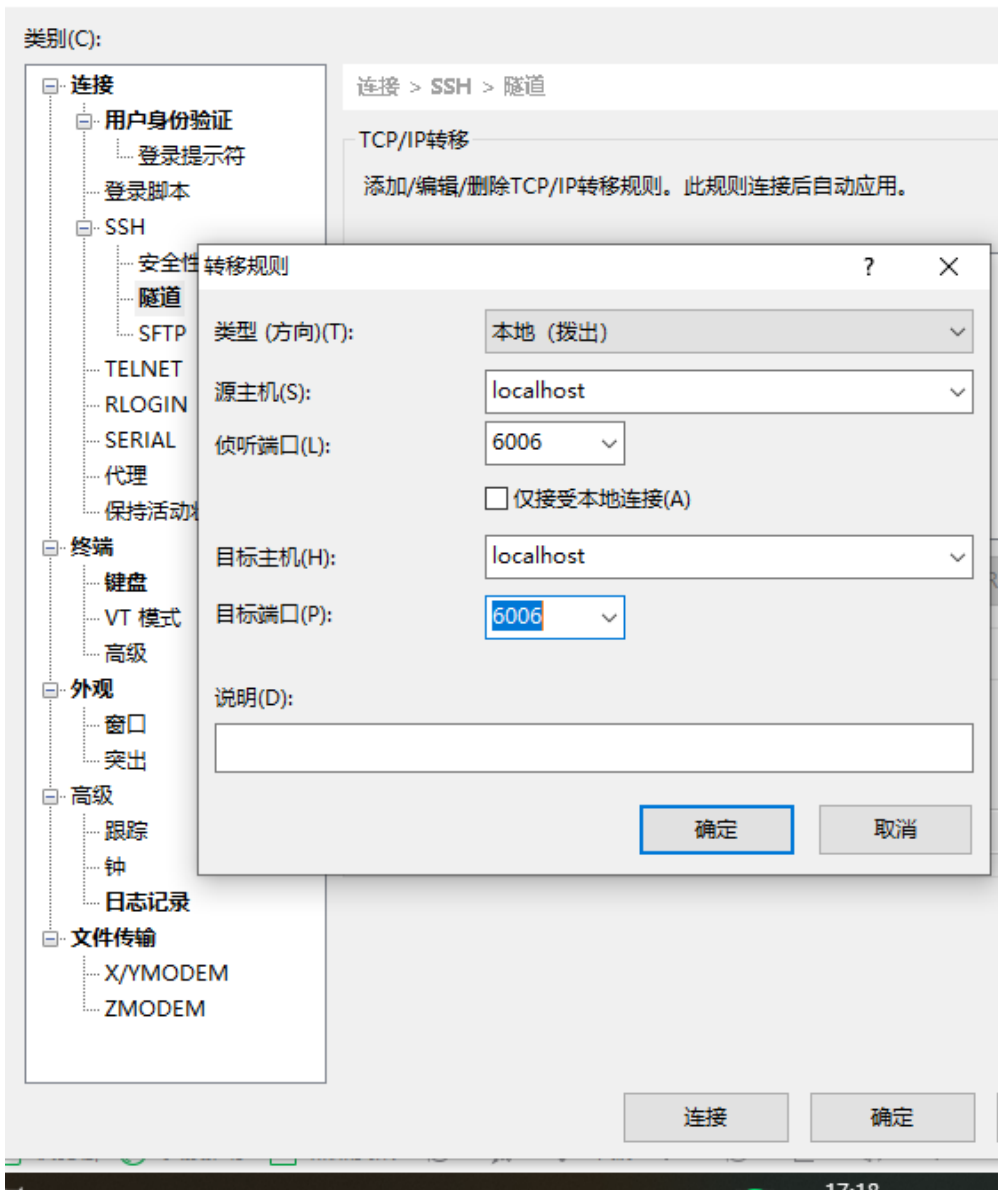 类别(C):
连接
用户身份验证
登录提示符
登录脚本
SSH
安全性
隧道
SFTP
TELNET
RLOGIN
SERIAL
代理
保持活动
终端
键盘
VT 模式
高级
外观
窗口
突出
高级
跟踪
钟
日志记录
文件传输
X/YMODEM
ZMODEM
连接 > SSH > 隧道
TCP/IP转移
添加/编辑/删除TCP/IP转移规则。此规则连接后自动应用。
转移规则
?
类型 (方向)(T):
本地（拨出）
源主机(S):
localhost
侦听端口(L):
6006
仅接受本地连接(A)
目标主机(H):
localhost
目标端口(P):
6006
说明(D):
确定
取消
连接
确定
17:18